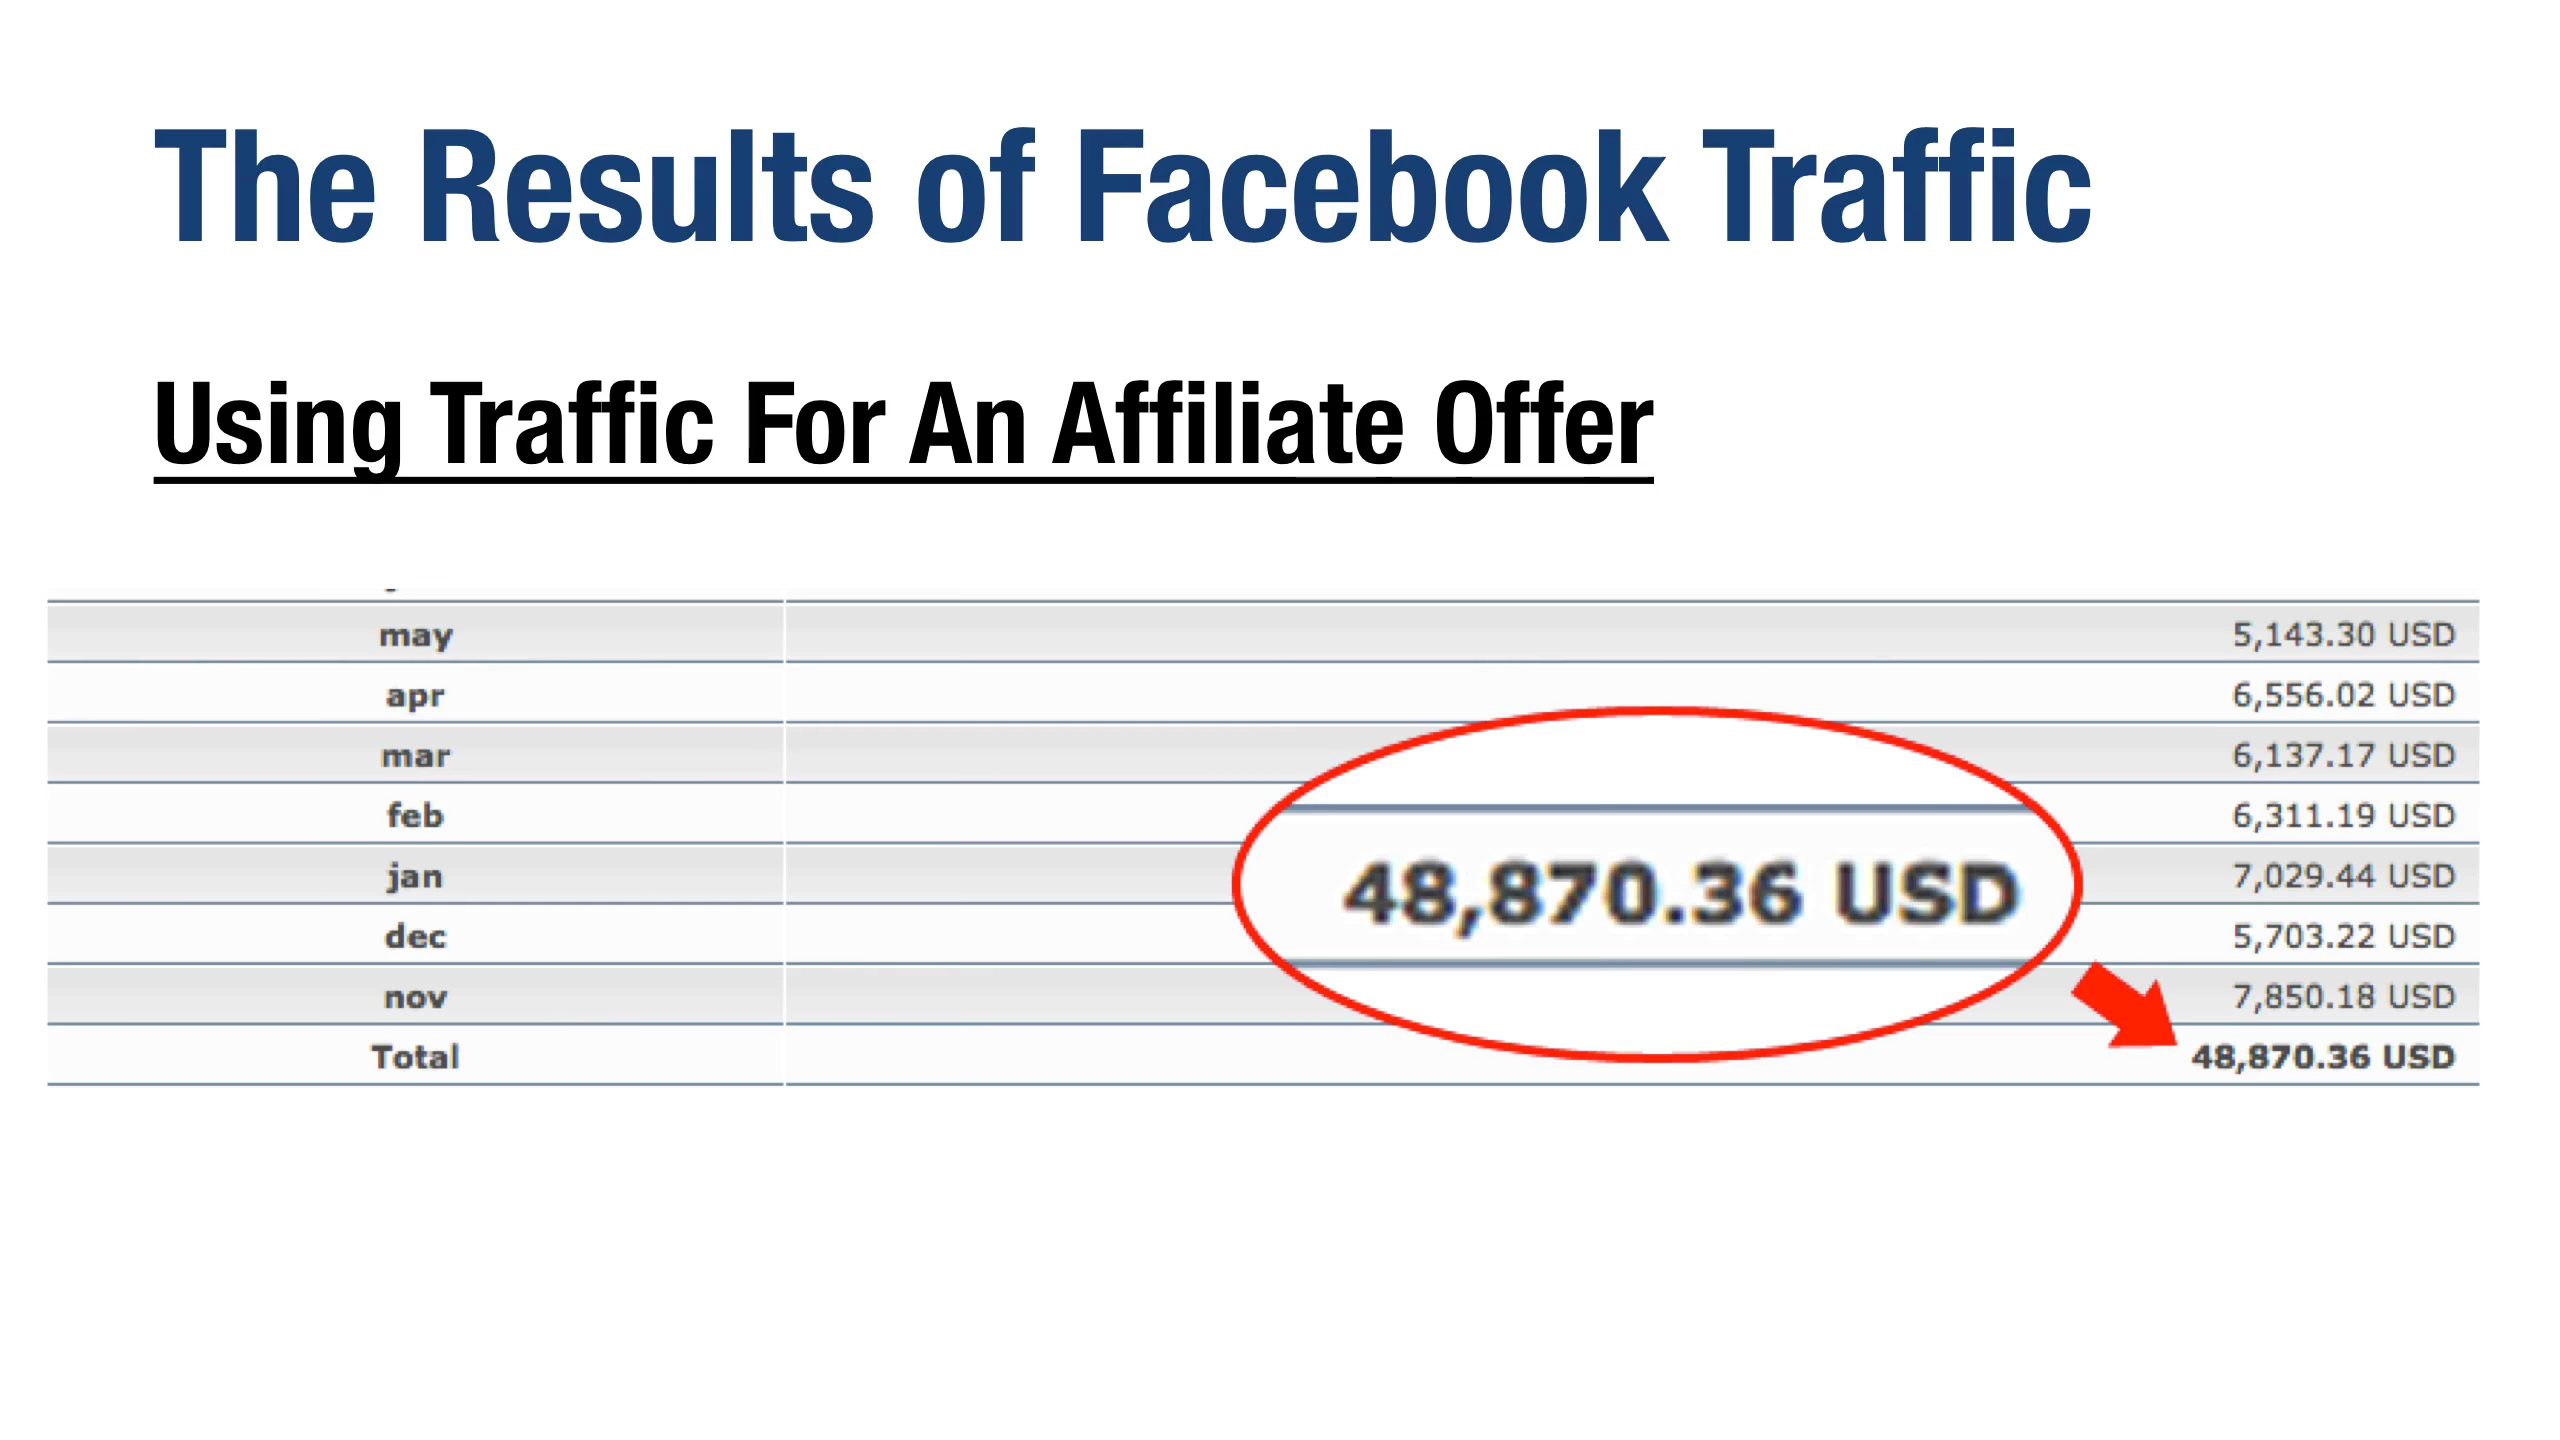 The Results of Facebook Traffic
Using Traffic For An Affiliate Offer
may 5,143.30 USD
apr 6,556.02 USD
mar 6,137.17 USD
feb 6,311.19 USD
jan 7,029.44 USD
dec 5,703.22 USD
nov 7,850.18 USD
Total 48,870.36 USD
48,870.36 USD